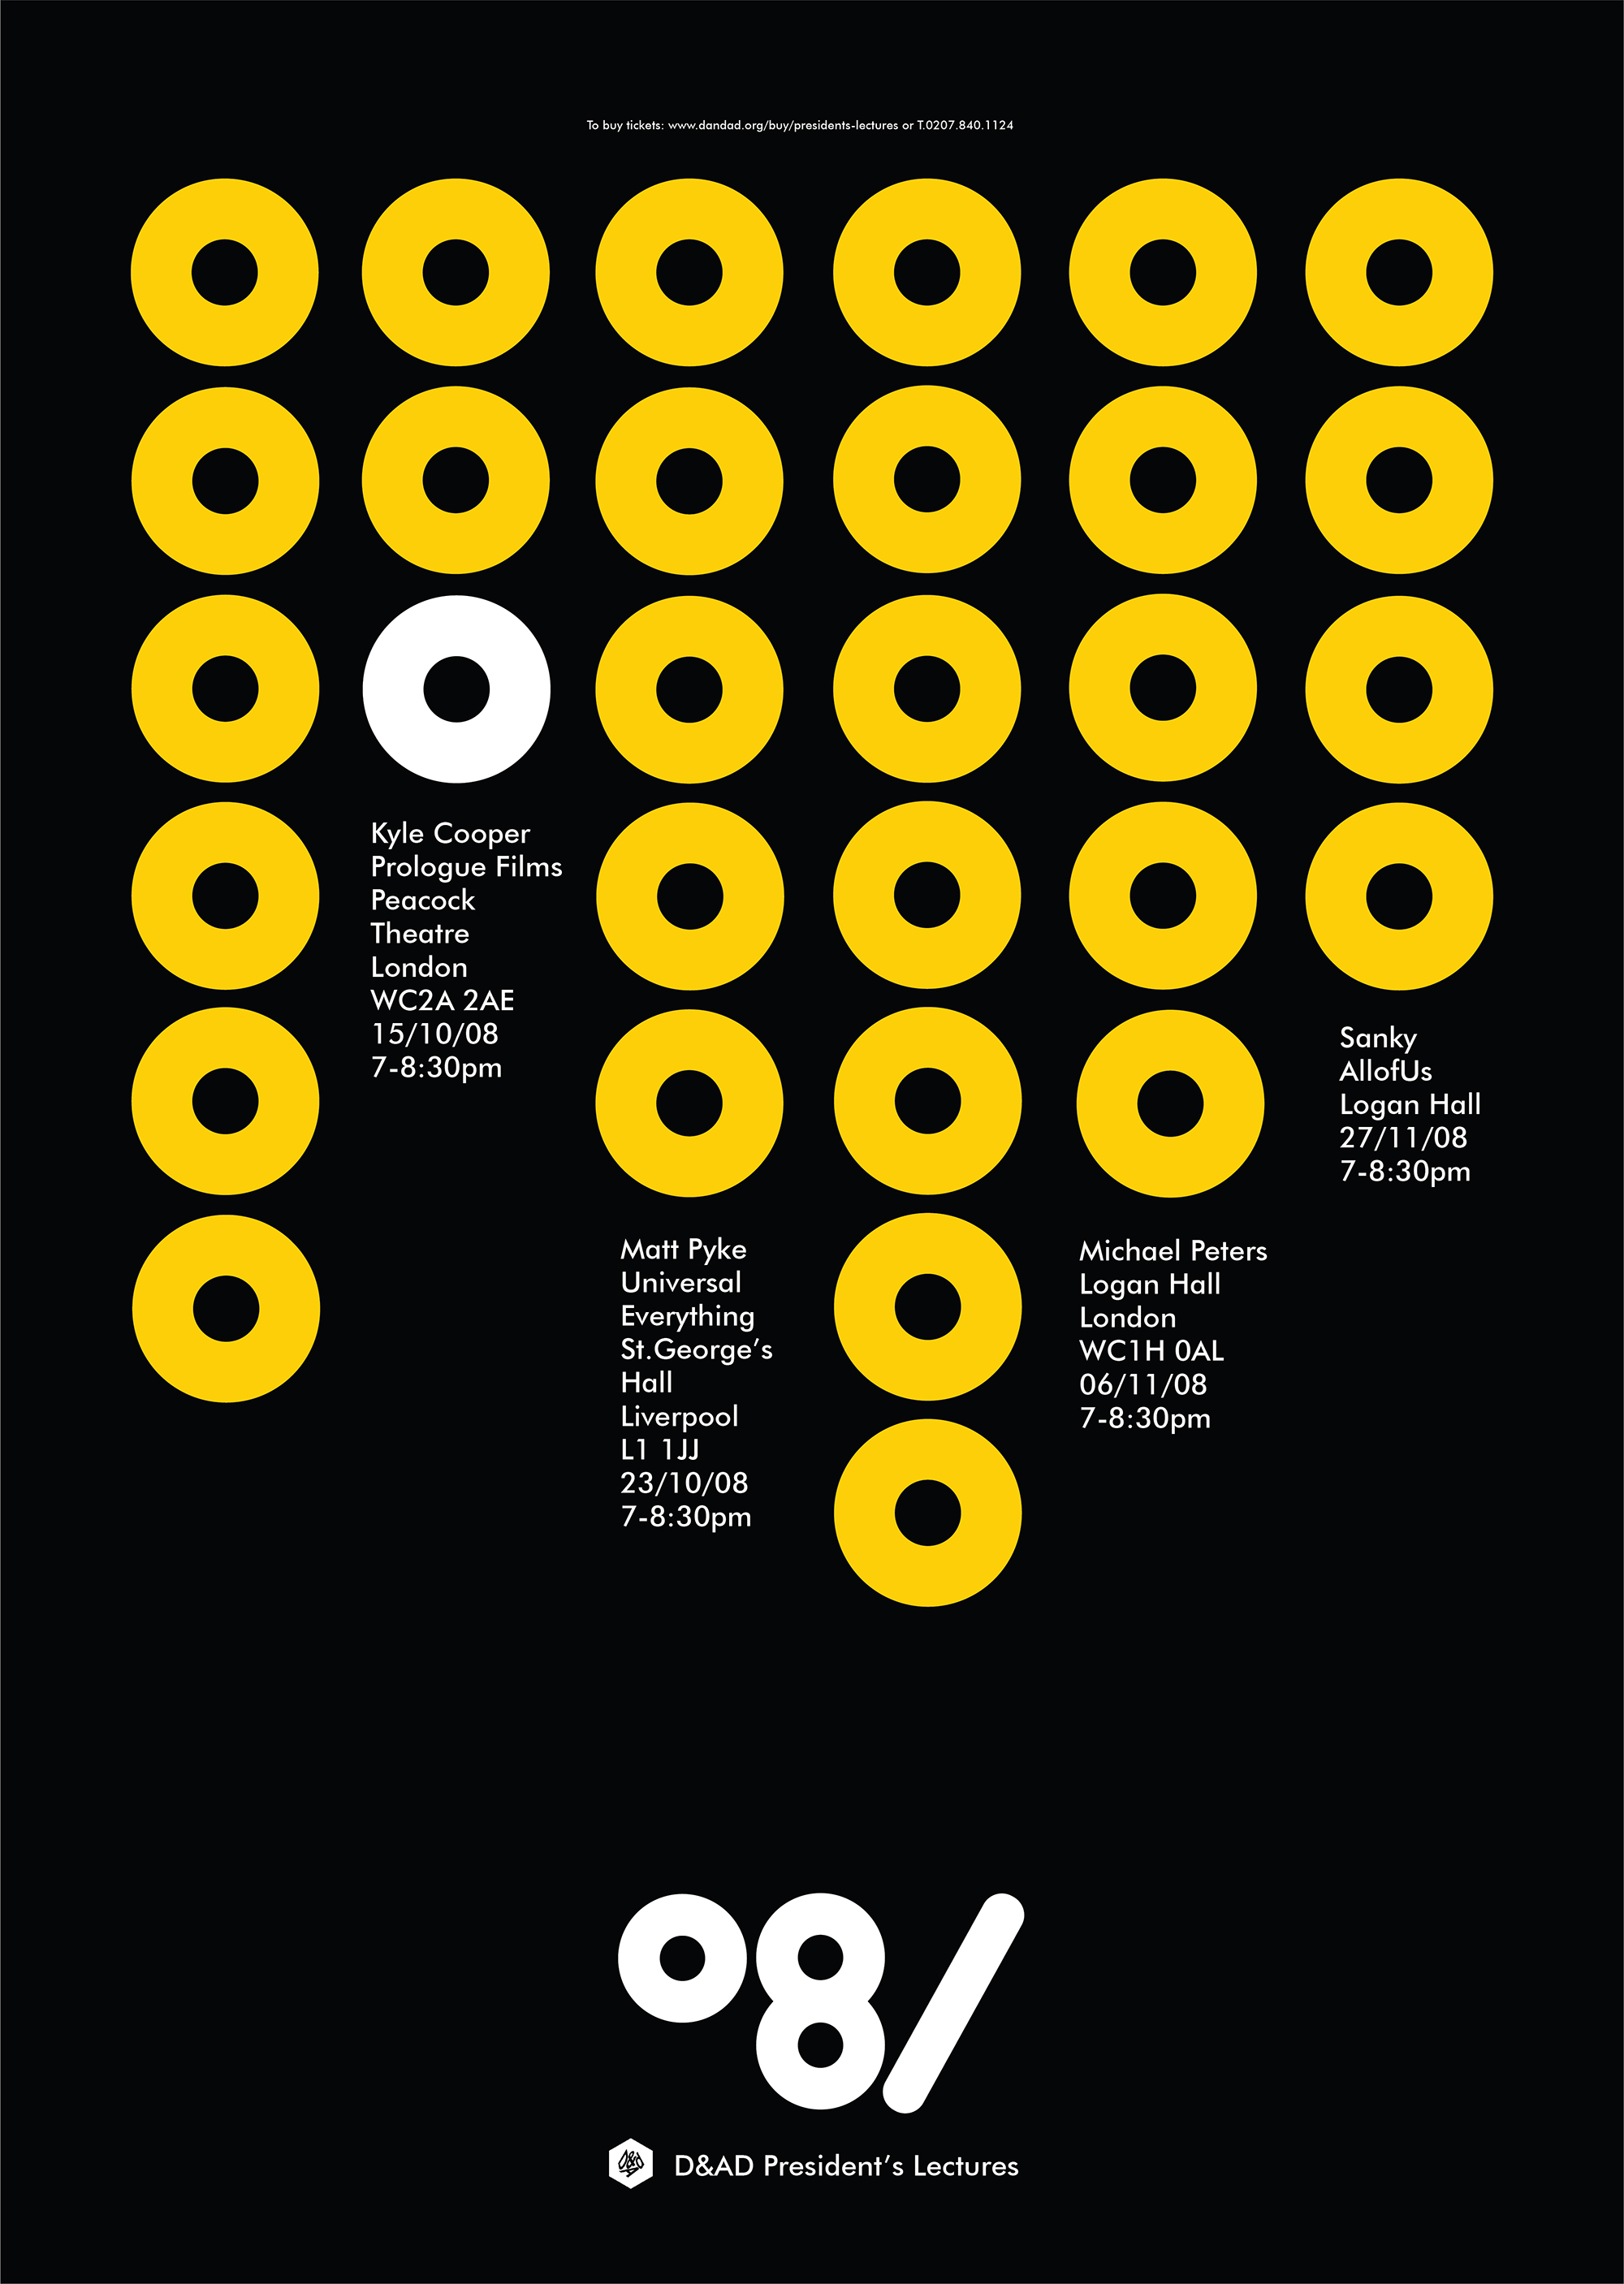 To buy tickets: www.dandad.org/buy/presidents-lectures or T.0207.840.1124
Kyle Cooper
Prologue Films
Peacock
Theatre
London
WC2A 2AE
15/10/08
7-8:30pm
Matt Pyke
Universal
Everything
St.George’s
Hall
Liverpool
L1 1JJ
23/10/08
7-8:30pm
Michael Peters
Logan Hall
London
WC1H 0AL
06/11/08
7-8:30pm
Sanky
AllofUs
Logan Hall
27/11/08
7-8:30pm
08/
D&AD
D&AD President’s Lectures